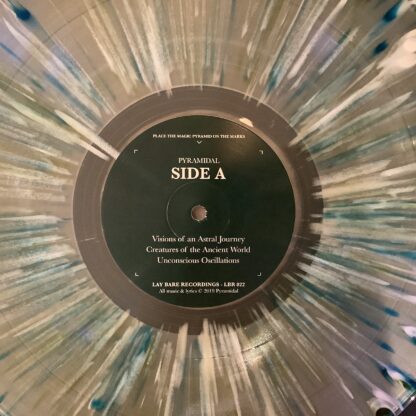 PLACE THE MAGIC PYRAMID ON THE MARKS
PYRAMIDAL
SIDE A
Visions of an Astral Journey
Creatures of the Ancient World
Unconscious Oscillations
LAY BARE RECORDINGS - LBR 022
All music & lyrics © 2019 Pyramidal